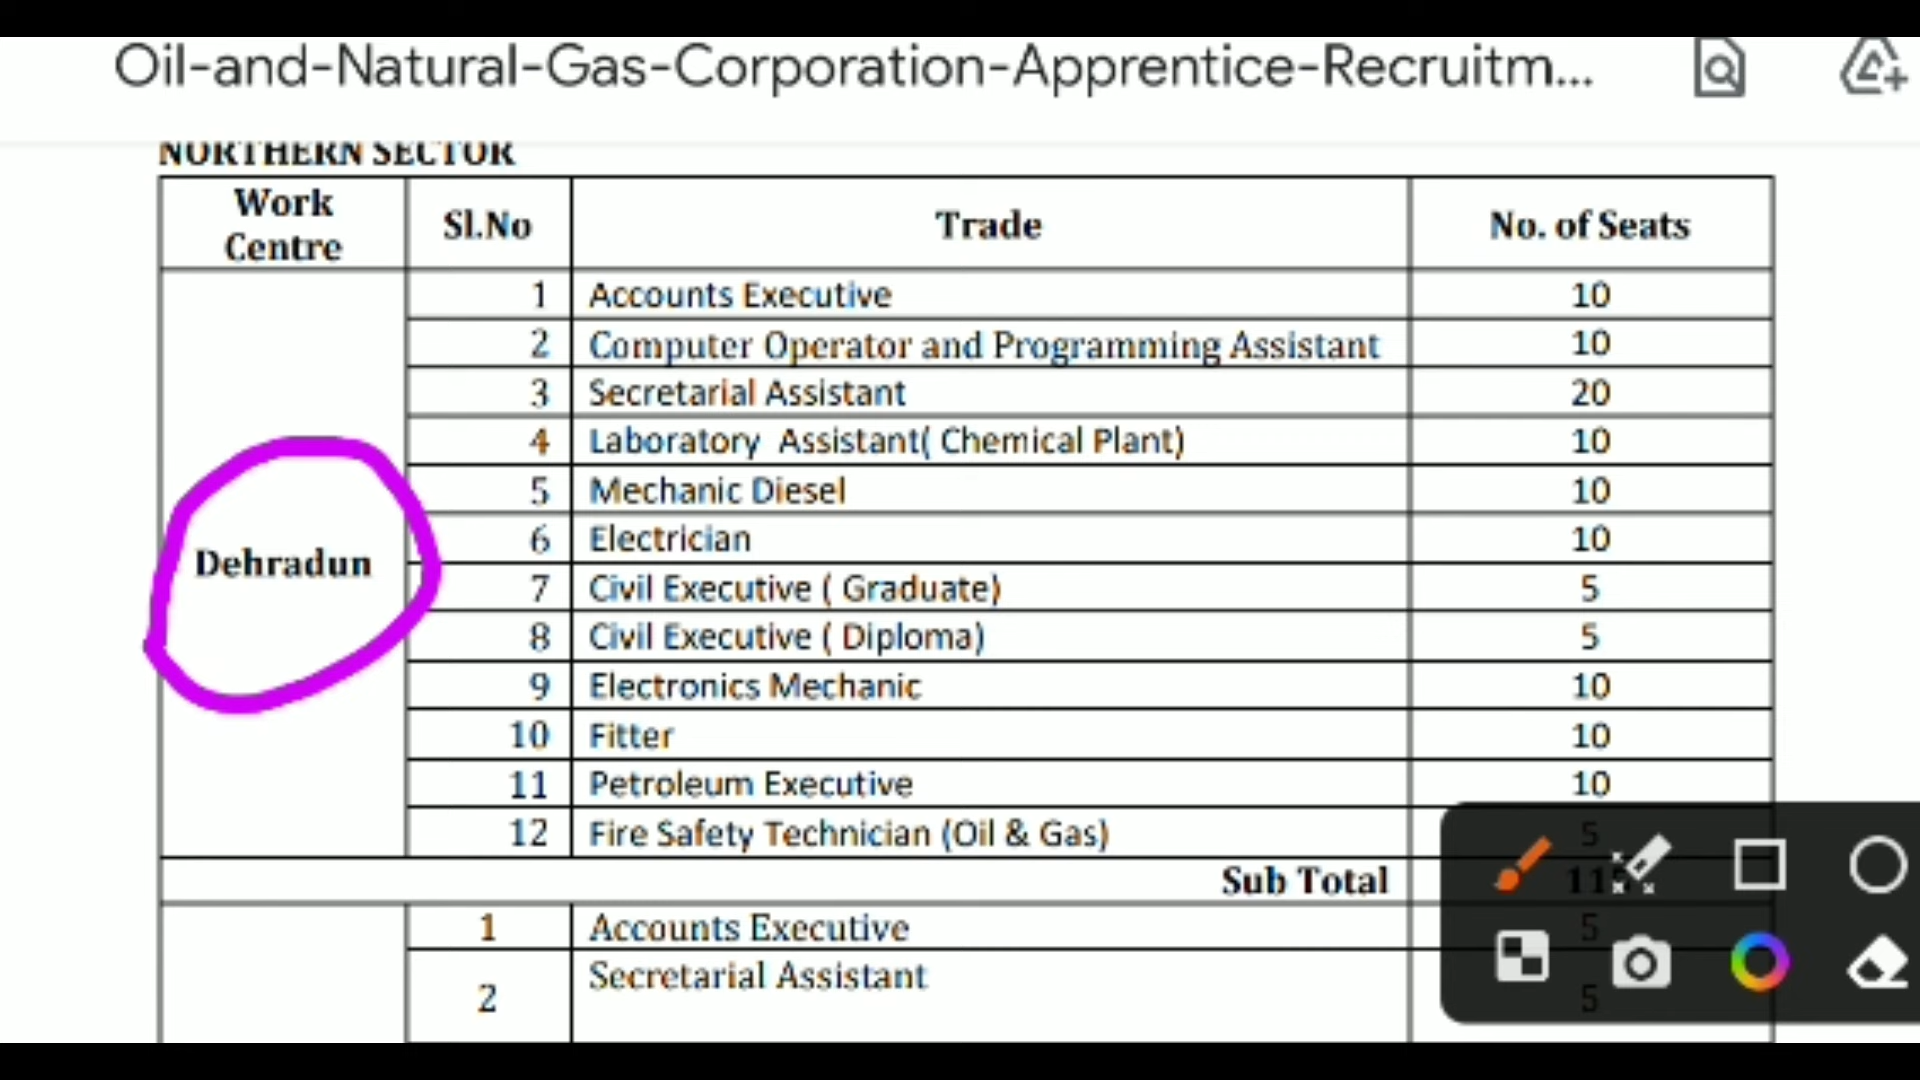 Oil-and-Natural-Gas-Corporation-Apprentice-Recruitm...
NORTHERN SECTOR
Work Centre Sl.No Trade No. of Seats
Dehradun
1 Accounts Executive 10
2 Computer Operator and Programming Assistant 10
3 Secretarial Assistant 20
4 Laboratory Assistant( Chemical Plant) 10
5 Mechanic Diesel 10
6 Electrician 10
7 Civil Executive ( Graduate) 5
8 Civil Executive ( Diploma) 5
9 Electronics Mechanic 10
10 Fitter 10
11 Petroleum Executive 10
12 Fire Safety Technician (Oil & Gas) 5
Sub Total
1 Accounts Executive 5
2 Secretarial Assistant 5